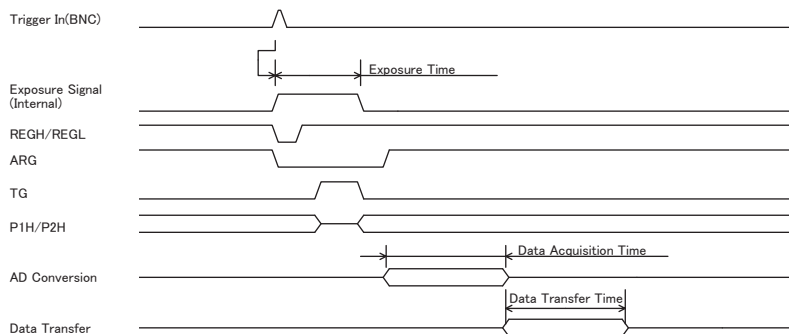 Trigger In(BNC)
Exposure Time
Exposure Signal
(Internal)
REGH/REGL
ARG
TG
P1H/P2H
Data Acquisition Time
AD Conversion
Data Transfer Time
Data Transfer